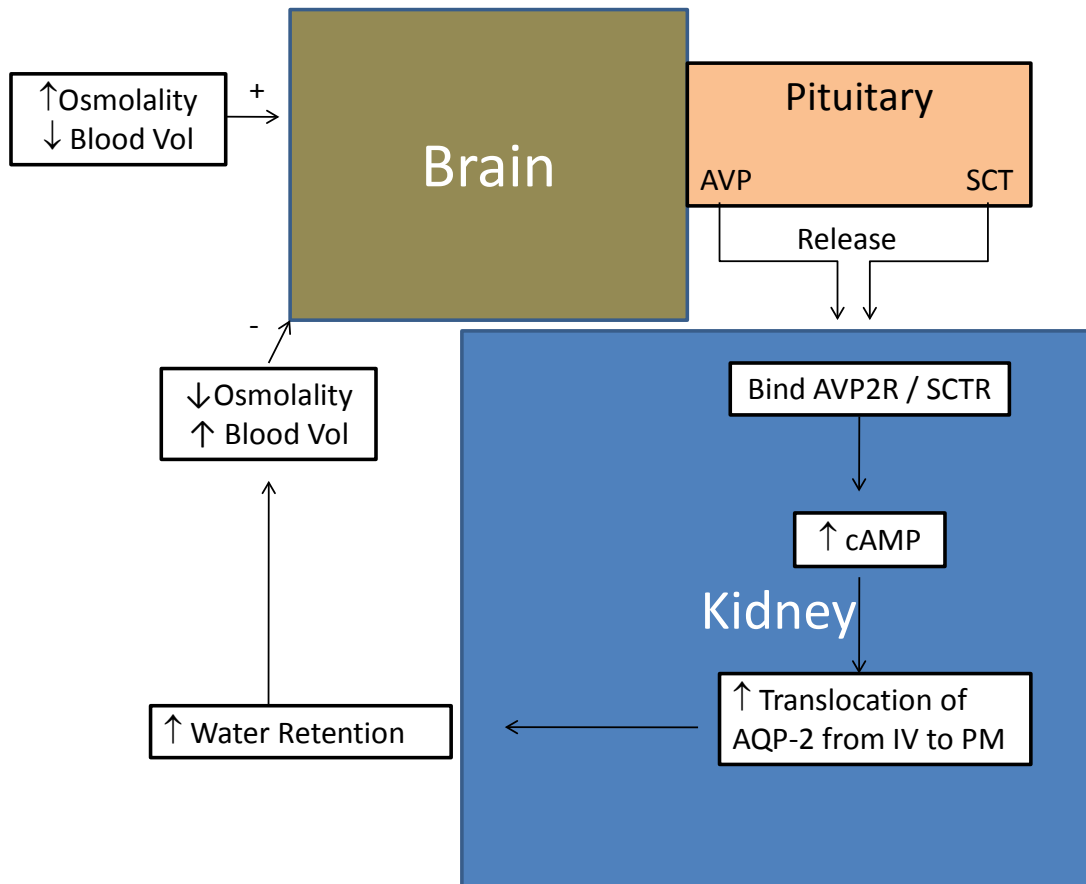 ↑Osmolality
↓ Blood Vol
+
Brain
Pituitary
AVP
SCT
Release
-
↓Osmolality
↑ Blood Vol
Bind AVP2R / SCTR
↑ cAMP
Kidney
↑ Translocation of
AQP-2 from IV to PM
↑ Water Retention